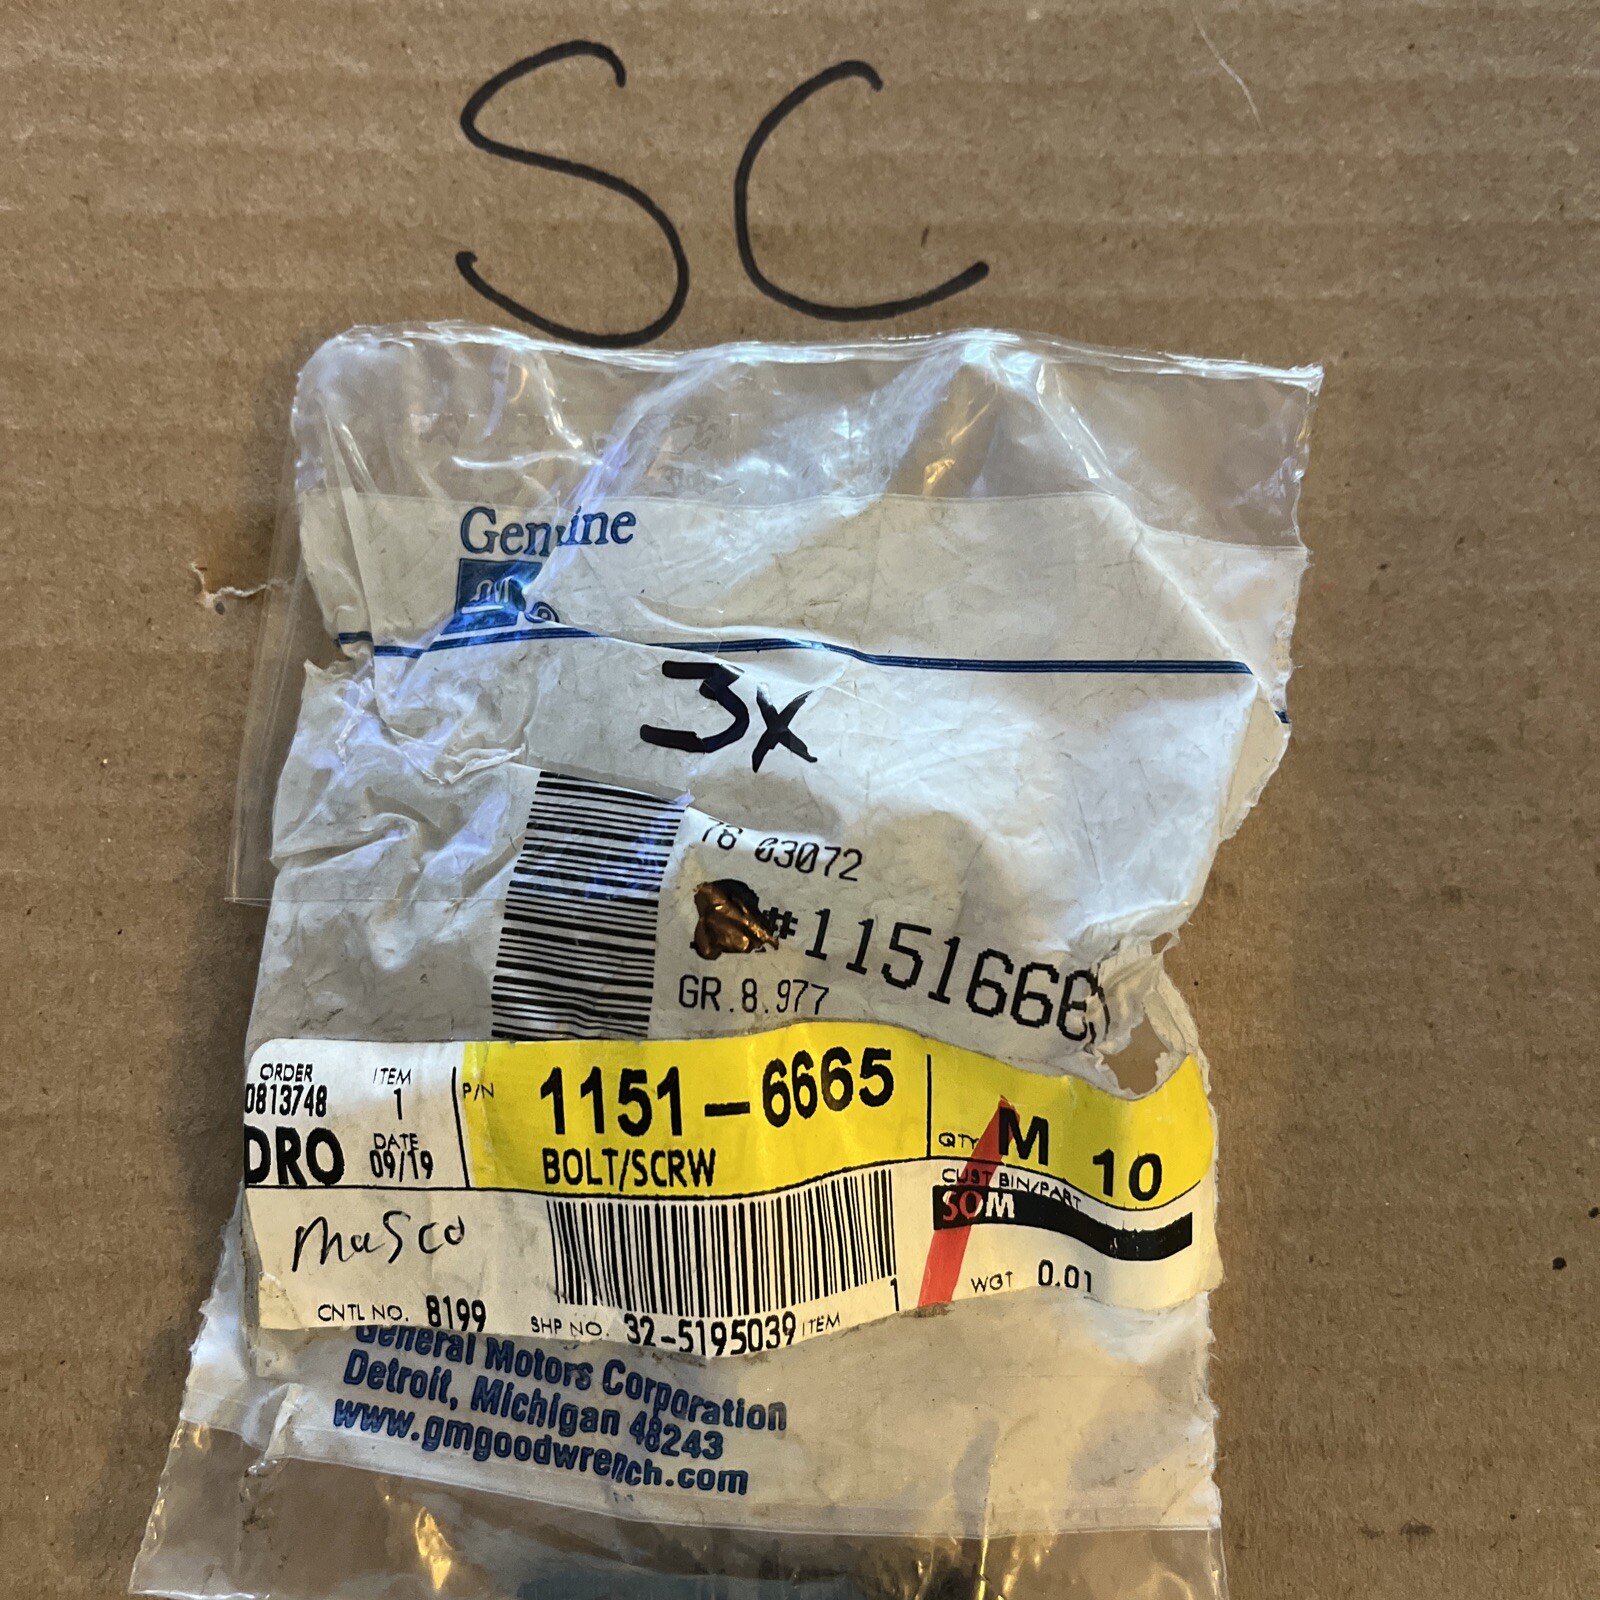 SC
Genuine
GM
3x
76 03072
#1151666
GR.8.977
ORDER
0813748
ITEM
1
P/N
1151-6665
BOLT/SCRW
QTY
M 10
DRO
DATE
09/19
CUST BIN/PART
SOM
Masco
1
WGT 0.01
CNTL NO. 8199
SHP NO. 32-5195039 ITEM
General Motors Corporation
Detroit, Michigan 48243
www.gmgoodwrench.com